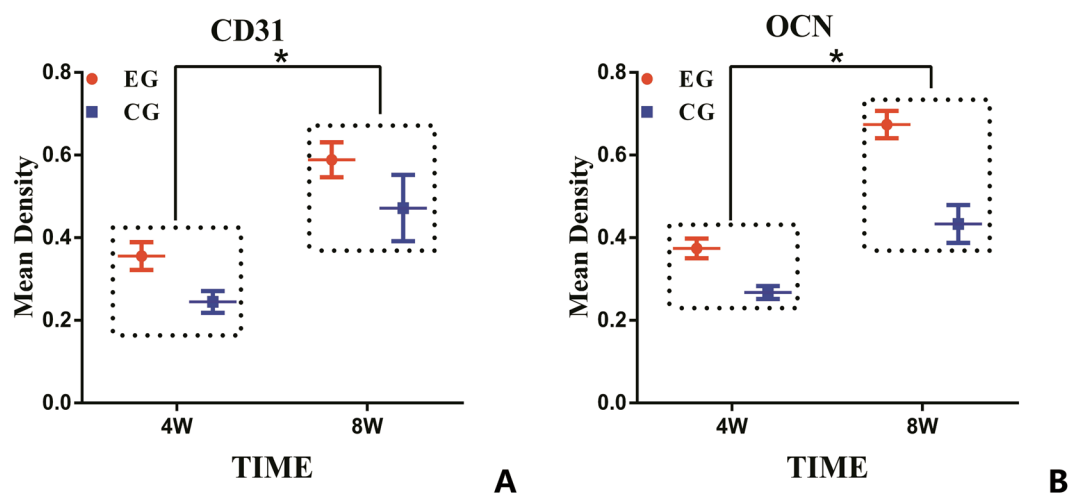 CD31
*
EG
CG
Mean Density
0.8
0.6
0.4
0.2
0.0
4W
8W
TIME
A
OCN
*
EG
CG
Mean Density
0.8
0.6
0.4
0.2
0.0
4W
8W
TIME
B